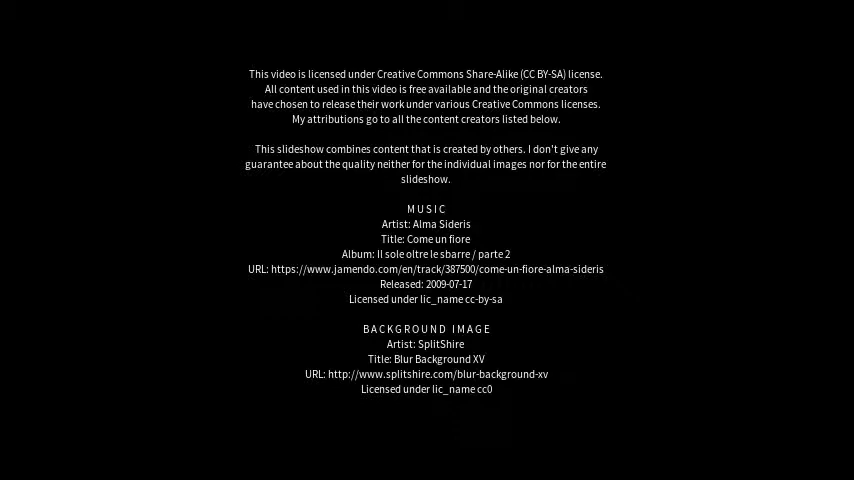 This video is licensed under Creative Commons Share-Alike (CC BY-SA) license.
All content used in this video is free available and the original creators
have chosen to release their work under various Creative Commons licenses.
My attributions go to all the content creators listed below.
This slideshow combines content that is created by others. I don't give any
guarantee about the quality neither for the individual images nor for the entire
slideshow.
MUSIC
Artist: Alma Sideris
Title: Come un fiore
Album: Il sole oltre le sbarre / parte 2
URL: https://www.jamendo.com/en/track/387500/come-un-fiore-alma-sideris
Released: 2009-07-17
Licensed under lic_name cc-by-sa
BACKGROUND IMAGE
Artist: SplitShire
Title: Blur Background XV
URL: http://www.splitshire.com/blur-background-xv
Licensed under lic_name cc0